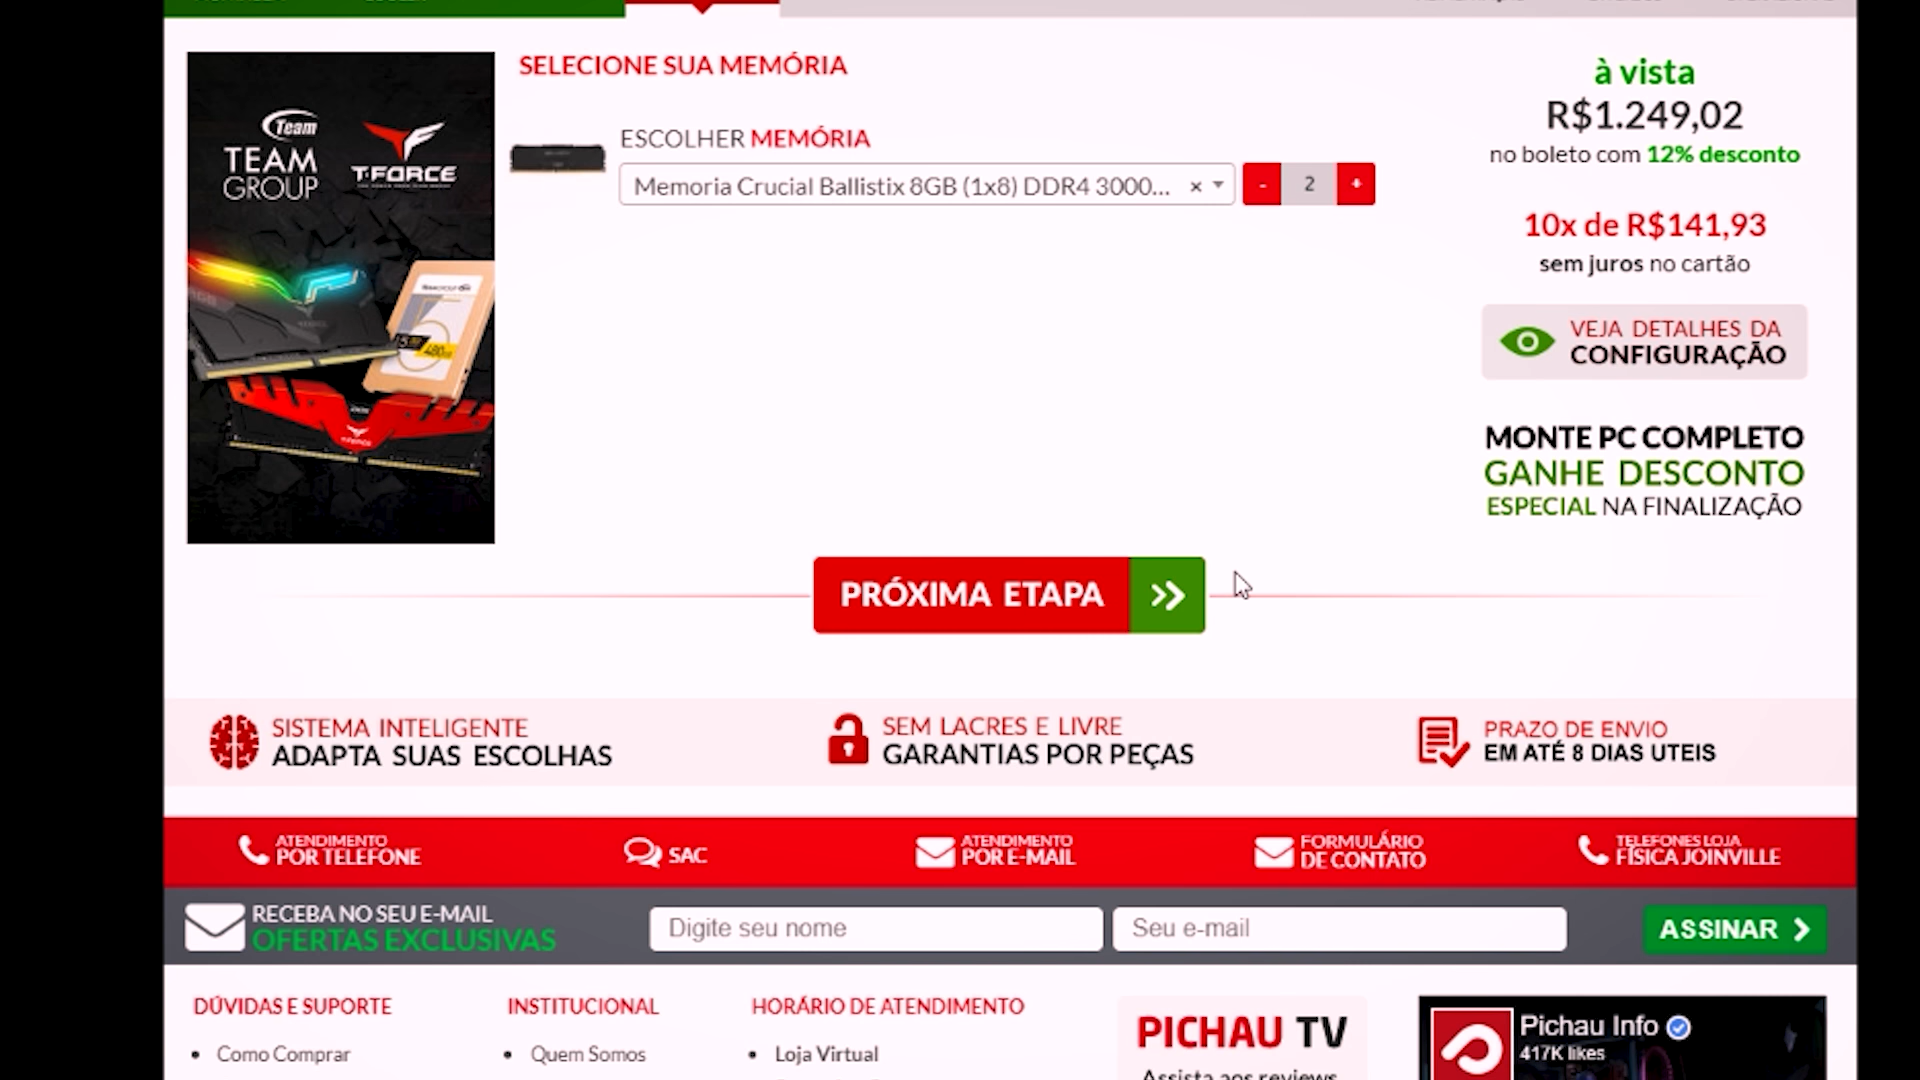 SELECIONE SUA MEMÓRIA
Team
TEAM
GROUP
T-FORCE
ESCOLHER MEMÓRIA
Memoria Crucial Ballistix 8GB (1x8) DDR4 3000... ×
- 2 +
à vista
R$1.249,02
no boleto com 12% desconto
10x de R$141,93
sem juros no cartão
VEJA DETALHES DA
CONFIGURAÇÃO
MONTE PC COMPLETO
GANHE DESCONTO
ESPECIAL NA FINALIZAÇÃO
PRÓXIMA ETAPA
SISTEMA INTELIGENTE
ADAPTA SUAS ESCOLHAS
SEM LACRES E LIVRE
GARANTIAS POR PEÇAS
PRAZO DE ENVIO
EM ATÉ 8 DIAS UTEIS
ATENDIMENTO
POR TELEFONE
SAC
ATENDIMENTO
POR E-MAIL
FORMULÁRIO
DE CONTATO
TELEFONES LOJA
FÍSICA JOINVILLE
RECEBA NO SEU E-MAIL
OFERTAS EXCLUSIVAS
Digite seu nome
Seu e-mail
ASSINAR
DÚVIDAS E SUPORTE
• Como Comprar
INSTITUCIONAL
• Quem Somos
HORÁRIO DE ATENDIMENTO
• Loja Virtual
PICHAU TV
Assista aos reviews
Pichau Info
417K likes